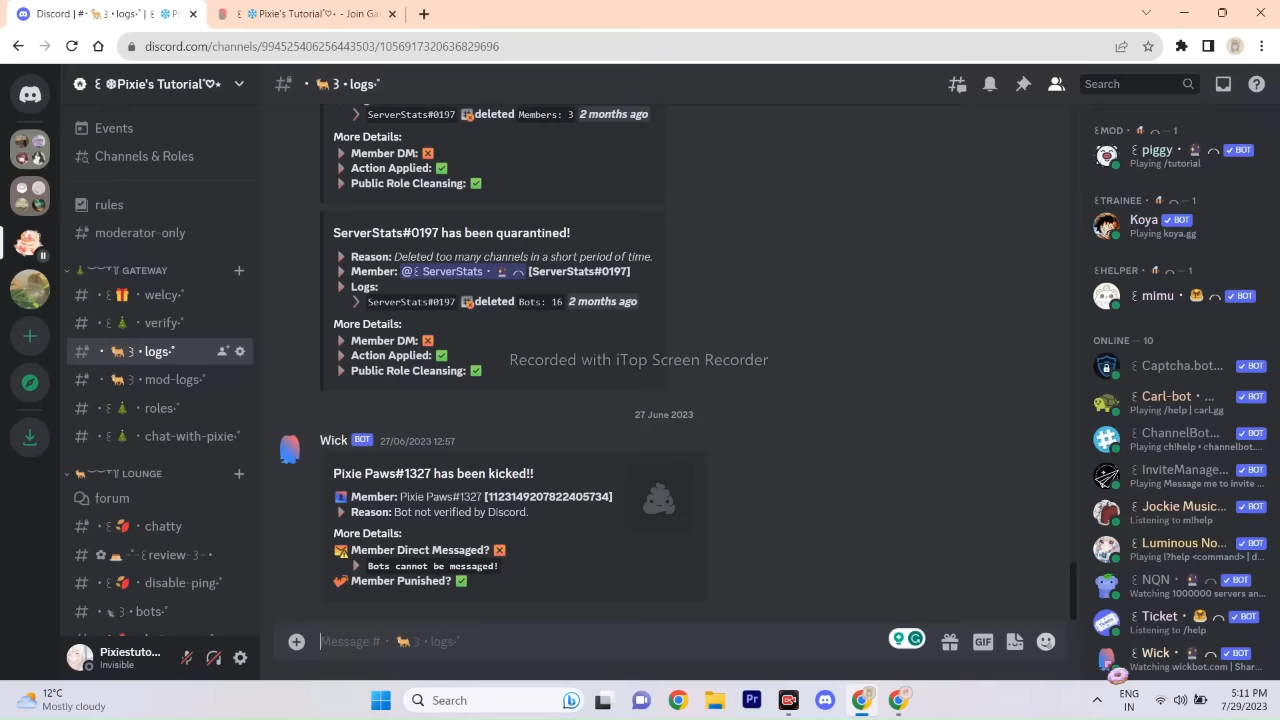 Discord | # · 🐕 3 · logs·" | ꒰ ❄️ Pi
꒰ ❄️ Pixie's Tutorial"♡⋆ - Join Ga
discord.com/channels/994525406256443503/1056917320636829696
꒰ ❄Pixie's Tutorial"♡⋆
· 🐕 3 · logs·"
Search
Events
Channels & Roles
rules
moderator-only
GATEWAY
welcy·"
verify·"
logs·"
mod-logs·"
roles·"
chat-with-pixie·"
LOUNGE
forum
chatty
review
disable-ping·"
bots·"
Pixiestuto...
Invisible
ServerStats#0197 deleted Members: 3 2 months ago
More Details:
Member DM: ❎
Action Applied: ✅
Public Role Cleansing: ✅
ServerStats#0197 has been quarantined!
Reason: Deleted too many channels in a short period of time.
Member: @꒰ ServerStats · [ServerStats#0197]
Logs:
ServerStats#0197 deleted Bots: 16 2 months ago
More Details:
Member DM: ❎
Action Applied: ✅
Public Role Cleansing: ✅
Recorded with iTop Screen Recorder
27 June 2023
Wick BOT 27/06/2023 12:57
Pixie Paws#1327 has been kicked!!
Member: Pixie Paws#1327 [1123149207822405734]
Reason: Bot not verified by Discord.
More Details:
Member Direct Messaged? ❎
Bots cannot be messaged!
Member Punished? ✅
Message # · 🐕 3 · logs·"
GIF
꒰MOD · — 1
꒰ piggy · ✓ BOT
Playing /tutorial
꒰TRAINEE · — 1
Koya ✓ BOT
Playing koya.gg
꒰HELPER · — 1
꒰ mimu · ✓ BOT
ONLINE — 10
꒰ Captcha.bot... ✓ BOT
꒰ Carl-bot · ... ✓ BOT
Playing /help | carl.gg
꒰ ChannelBot... ✓ BOT
Playing ch!help · channelb...
꒰ InviteManage... ✓ BOT
Playing Message me to invite ...
꒰ Jockie Music... ✓ BOT
Listening to m!help
꒰ Luminous No... ✓ BOT
Playing l?help <command> | d...
꒰ NQN · ✓ BOT
Watching 1000000 servers an...
꒰ Ticket · ✓ BOT
Listening to /help
꒰ Wick · ✓ BOT
Watching wickbot.com | Shar...
12°C
Mostly cloudy
Search
Pr
ENG
IN
5:11 PM
7/29/2023